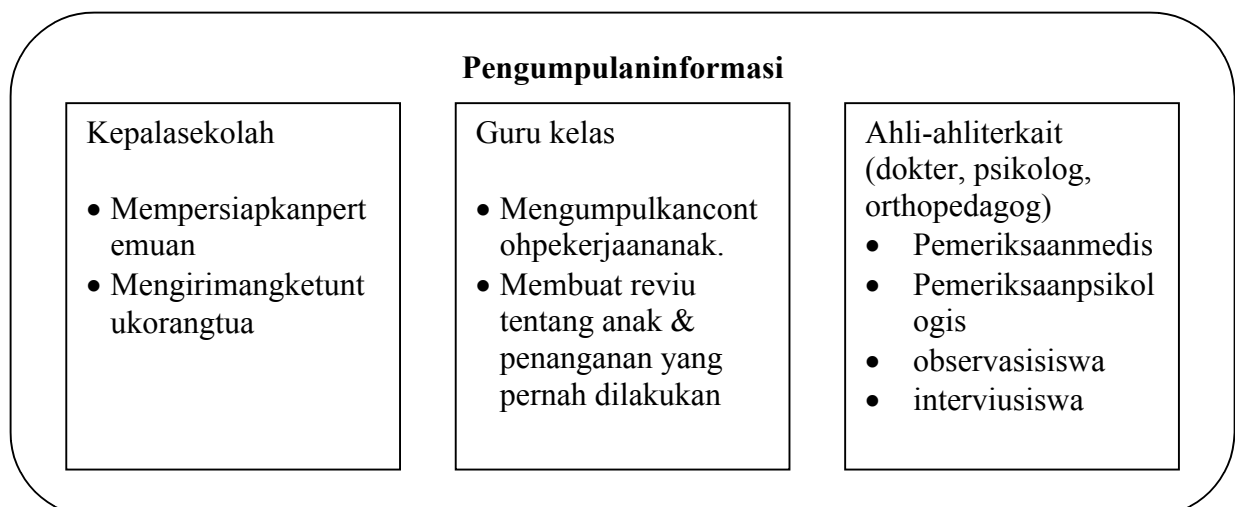 Pengumpulaninformasi
Kepalasekolah
• Mempersiapkanpert
emuan
• Mengirimangketunt
ukorangtua
Guru kelas
• Mengumpulkancont
ohpekerjaananak.
• Membuat reviu
tentang anak &
penanganan yang
pernah dilakukan
Ahli-ahliterkait
(dokter, psikolog,
orthopedagog)
• Pemeriksaanmedis
• Pemeriksaanpsikol
ogis
• observasisiswa
• interviusiswa